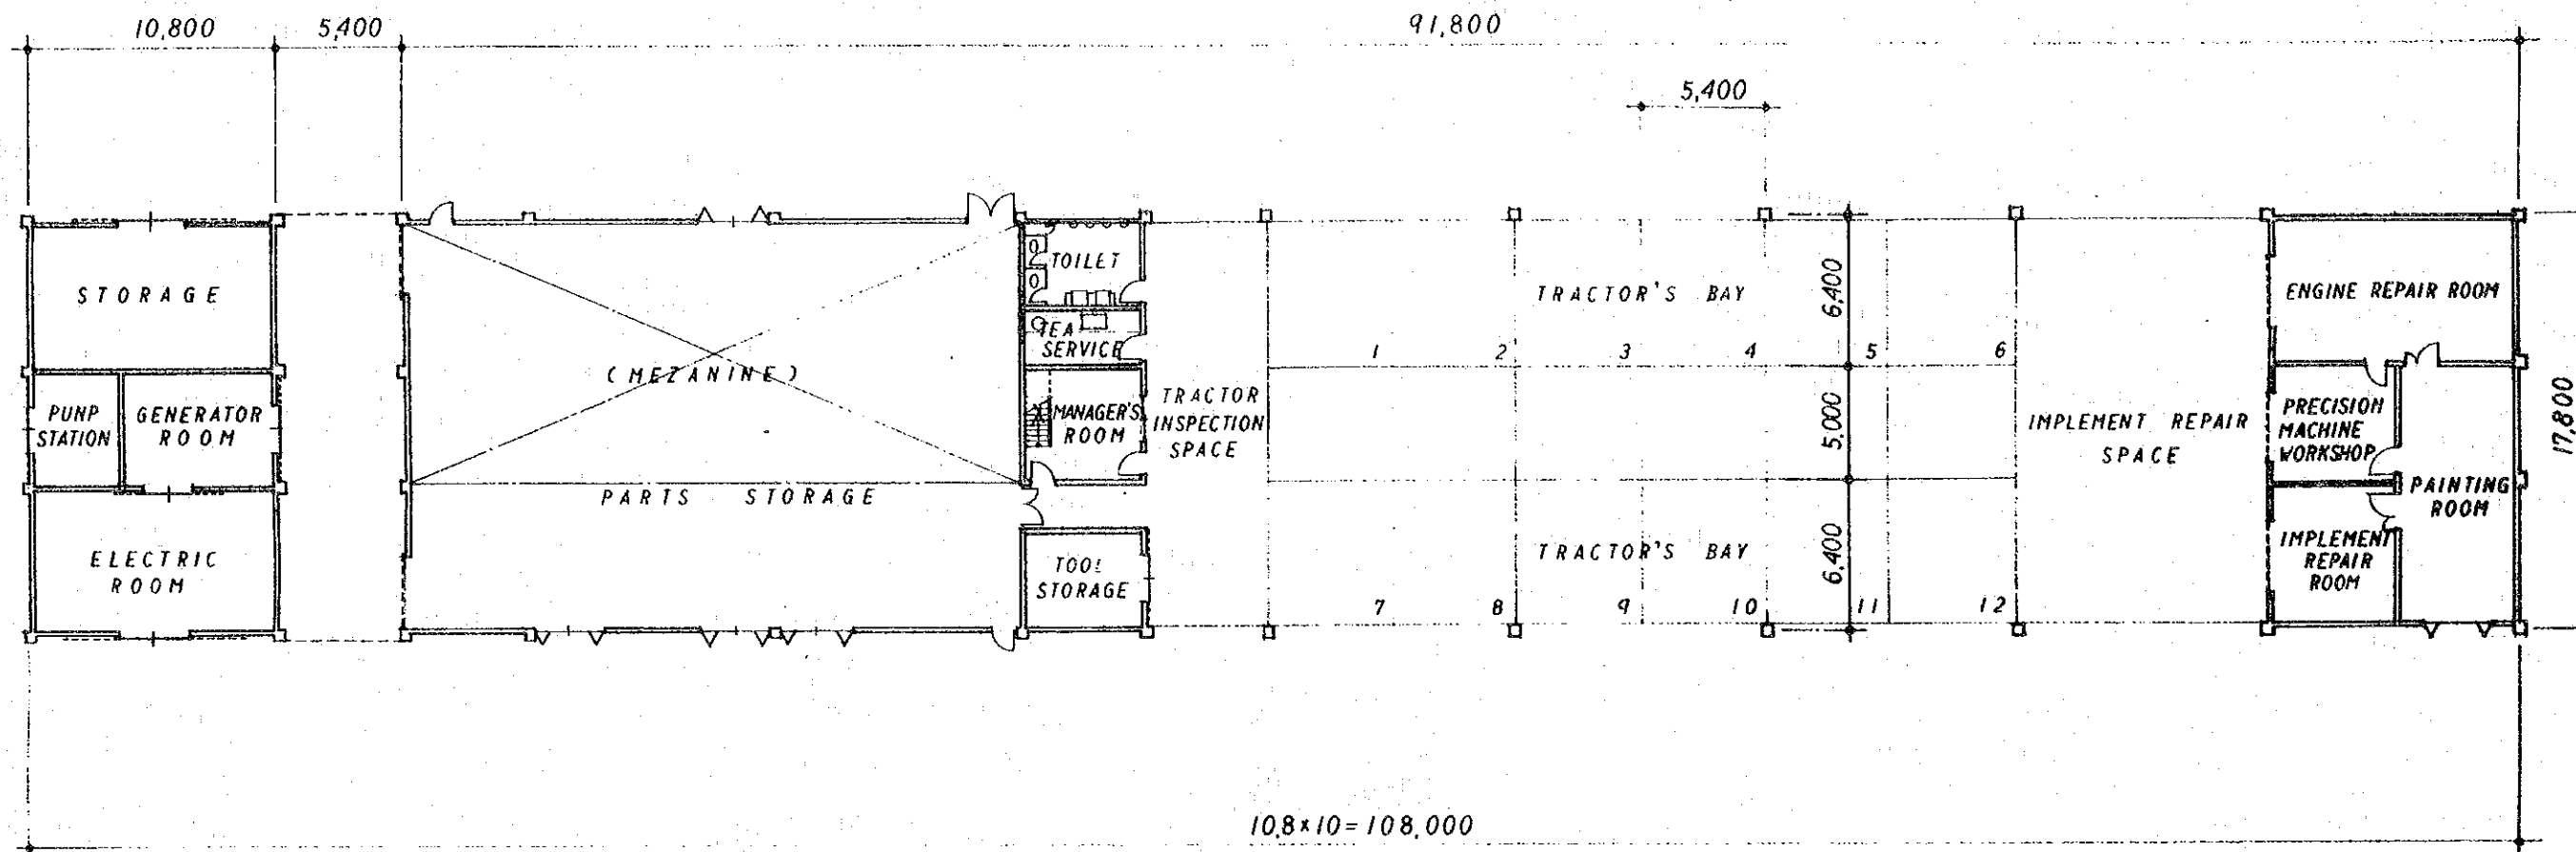 10,800
5,400
91,800
5,400
STORAGE
PUNP
STATION
GENERATOR
ROOM
ELECTRIC
ROOM
(MEZANINE)
PARTS STORAGE
TOILET
TEA
SERVICE
MANAGER'S
ROOM
TOOL
STORAGE
TRACTOR
INSPECTION
SPACE
TRACTOR'S BAY
1 2 3 4 5 6
TRACTOR'S BAY
7 8 9 10 11 12
6,400
5,000
6,400
IMPLEMENT REPAIR
SPACE
ENGINE REPAIR ROOM
PRECISION
MACHINE
WORKSHOP
PAINTING
ROOM
IMPLEMENT
REPAIR
ROOM
17,800
10,8×10=108,000